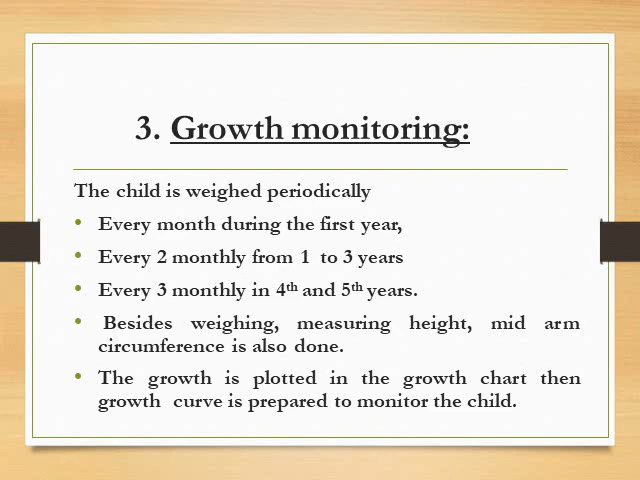 3. Growth monitoring:
The child is weighed periodically
• Every month during the first year,
• Every 2 monthly from 1 to 3 years
• Every 3 monthly in 4th and 5th years.
• Besides weighing, measuring height, mid arm
circumference is also done.
• The growth is plotted in the growth chart then
growth curve is prepared to monitor the child.